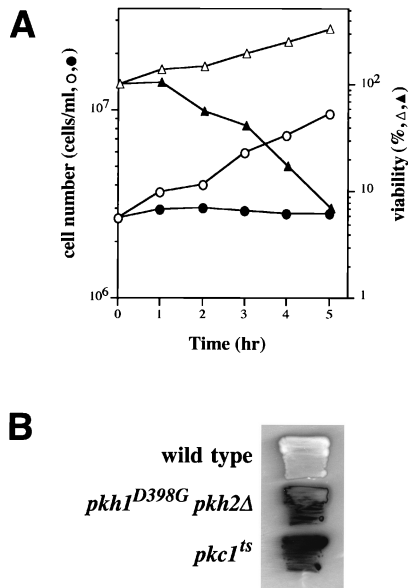 A
cell number (cells/ml, ○,●)
10⁷
10⁶
viability (%, △,▲)
10²
10
1
0 1 2 3 4 5
Time (hr)
B
wild type
pkh1ᴰ³⁹⁸ᴳ pkh2Δ
pkc1ᵗˢ